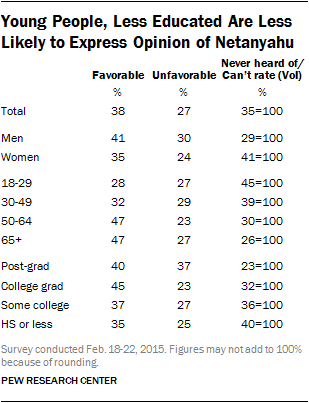 Young People, Less Educated Are Less
Likely to Express Opinion of Netanyahu
Favorable Unfavorable Never heard of/
Can't rate (Vol)
% % %
Total 38 27 35=100
Men 41 30 29=100
Women 35 24 41=100
18-29 28 27 45=100
30-49 32 29 39=100
50-64 47 23 30=100
65+ 47 27 26=100
Post-grad 40 37 23=100
College grad 45 23 32=100
Some college 37 27 36=100
HS or less 35 25 40=100
Survey conducted Feb. 18-22, 2015. Figures may not add to 100%
because of rounding.
PEW RESEARCH CENTER